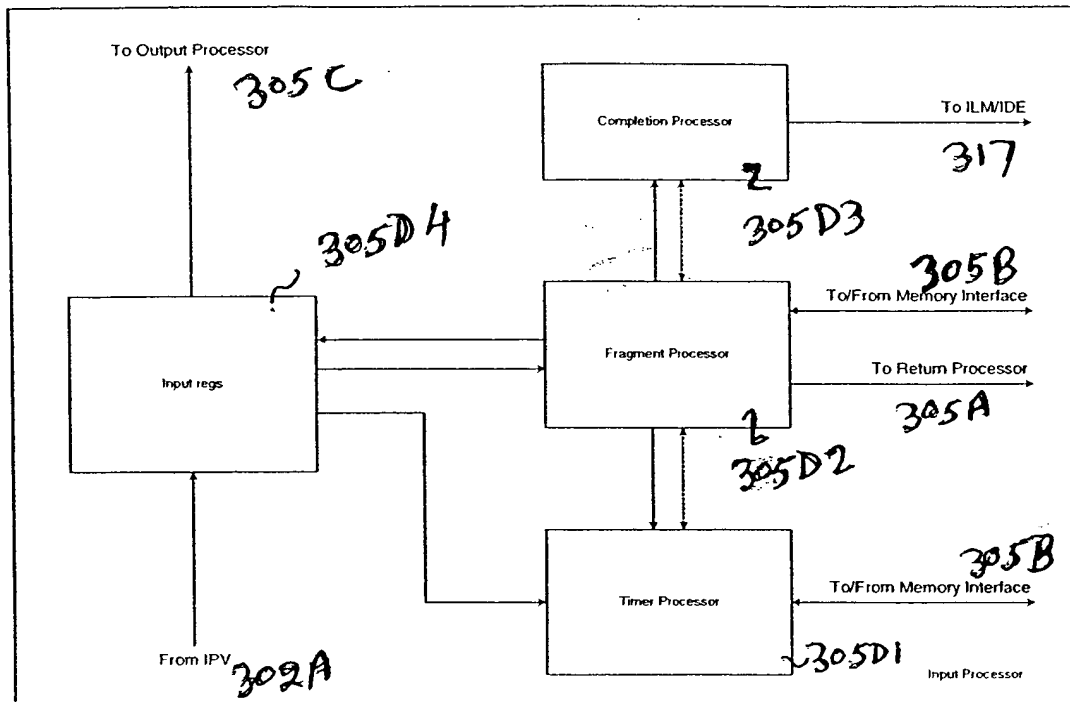 To Output Processor
305C
Completion Processor
To ILM/IDE
317
305D3
305D4
305B
To/From Memory Interface
Input regs
Fragment Processor
To Return Processor
305A
305D2
305B
To/From Memory Interface
Timer Processor
From IPV
302A
305D1
Input Processor